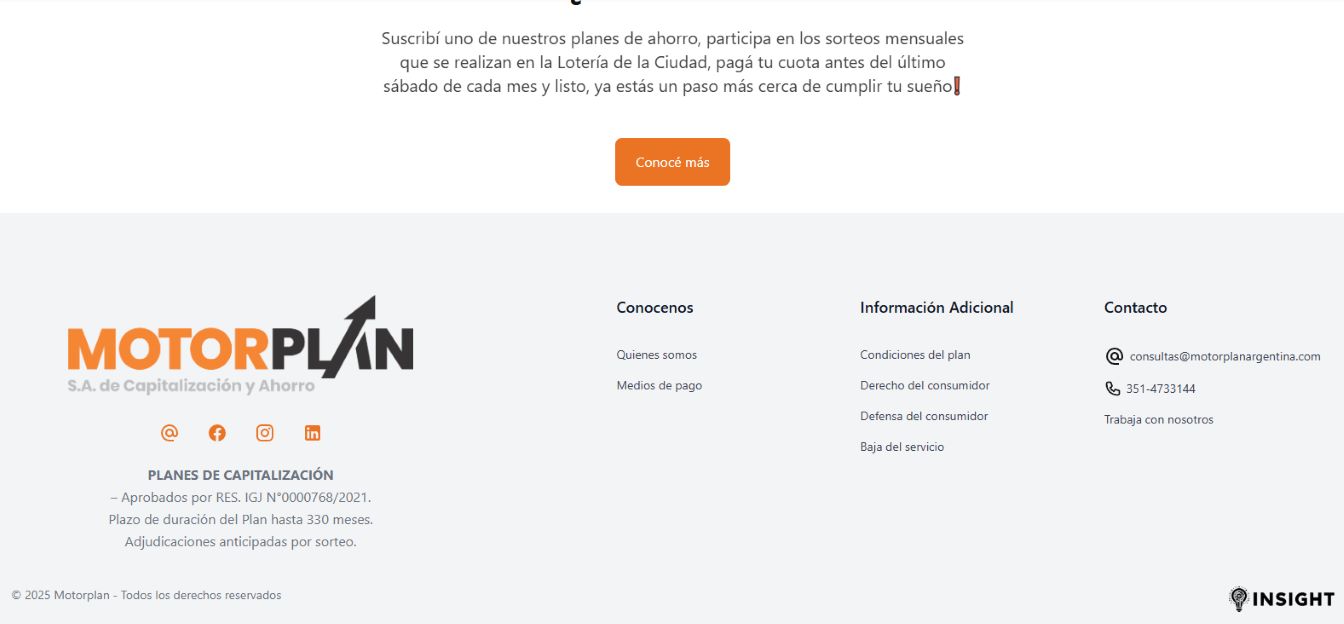 Suscribí uno de nuestros planes de ahorro, participa en los sorteos mensuales
que se realizan en la Lotería de la Ciudad, pagá tu cuota antes del último
sábado de cada mes y listo, ya estás un paso más cerca de cumplir tu sueño❗
Conocé más
MOTORPLAN
S.A. de Capitalización y Ahorro
PLANES DE CAPITALIZACIÓN
– Aprobados por RES. IGJ N°0000768/2021.
Plazo de duración del Plan hasta 330 meses.
Adjudicaciones anticipadas por sorteo.
Conocenos
Quienes somos
Medios de pago
Información Adicional
Condiciones del plan
Derecho del consumidor
Defensa del consumidor
Baja del servicio
Contacto
consultas@motorplanargentina.com
351-4733144
Trabaja con nosotros
© 2025 Motorplan - Todos los derechos reservados
INSIGHT